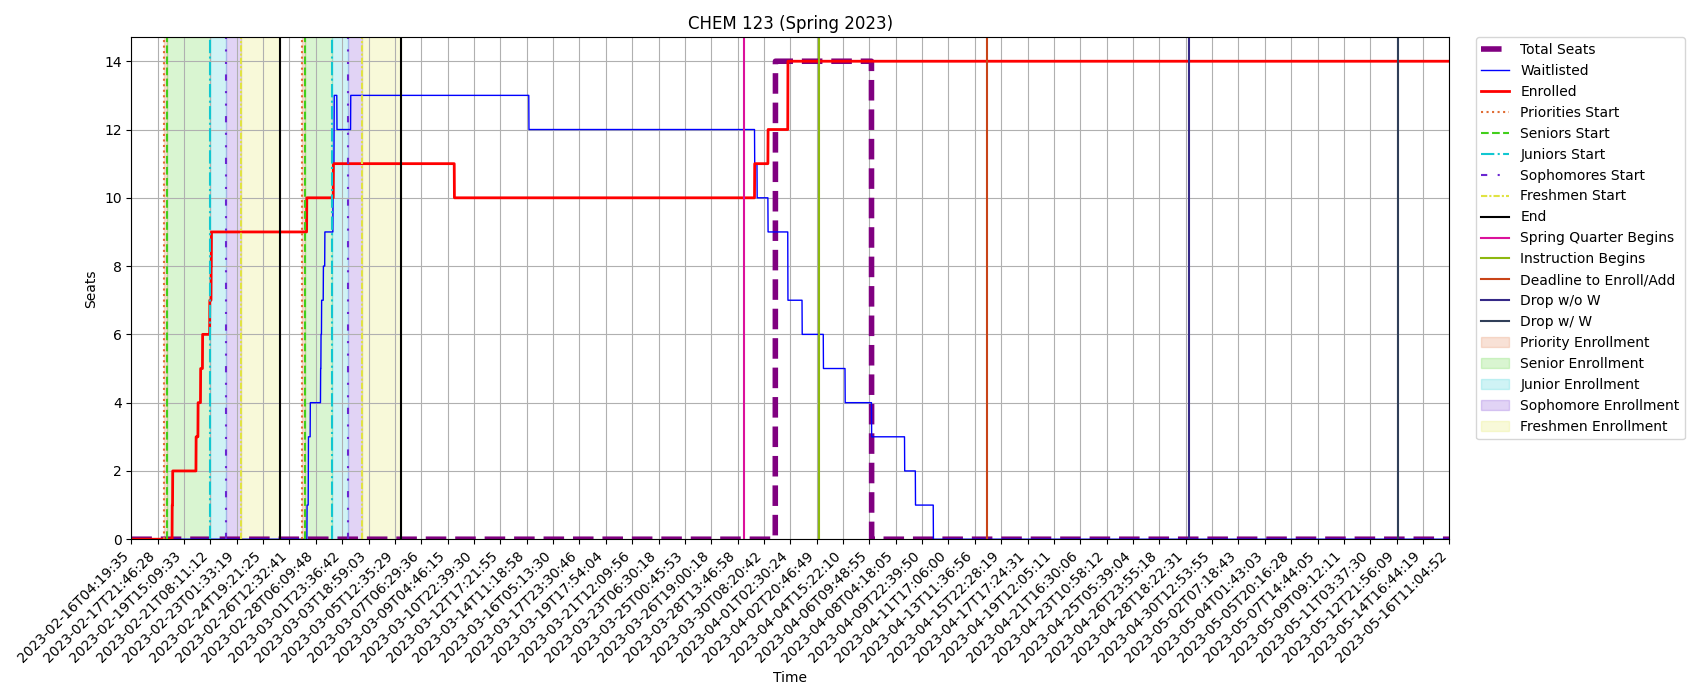 CHEM 123 (Spring 2023)
14
12
10
8
6
4
2
0
Seats
2023-02-16T04:19:35
2023-02-17T21:46:28
2023-02-19T15:09:33
2023-02-21T08:11:12
2023-02-23T01:33:19
2023-02-24T19:21:25
2023-02-26T12:32:41
2023-02-28T06:09:48
2023-03-01T23:36:42
2023-03-03T18:59:03
2023-03-05T12:35:29
2023-03-07T06:29:36
2023-03-09T04:46:15
2023-03-10T22:39:30
2023-03-12T17:21:55
2023-03-14T11:18:58
2023-03-16T05:13:30
2023-03-17T23:30:46
2023-03-19T17:54:04
2023-03-21T12:09:56
2023-03-23T06:30:18
2023-03-25T00:45:53
2023-03-26T19:00:18
2023-03-28T13:46:58
2023-03-30T08:20:42
2023-04-01T02:30:24
2023-04-02T20:46:49
2023-04-04T15:22:10
2023-04-06T09:48:55
2023-04-08T04:18:05
2023-04-09T22:39:50
2023-04-11T17:06:00
2023-04-13T11:36:56
2023-04-15T22:28:19
2023-04-17T17:24:31
2023-04-19T12:05:11
2023-04-21T16:30:06
2023-04-23T10:58:12
2023-04-25T05:39:04
2023-04-26T23:55:18
2023-04-28T18:22:31
2023-04-30T12:53:55
2023-05-02T07:18:43
2023-05-04T01:43:03
2023-05-05T20:16:28
2023-05-07T14:44:05
2023-05-09T09:12:11
2023-05-11T03:37:30
2023-05-12T21:56:09
2023-05-14T16:44:19
2023-05-16T11:04:52
Time
Total Seats
Waitlisted
Enrolled
Priorities Start
Seniors Start
Juniors Start
Sophomores Start
Freshmen Start
End
Spring Quarter Begins
Instruction Begins
Deadline to Enroll/Add
Drop w/o W
Drop w/ W
Priority Enrollment
Senior Enrollment
Junior Enrollment
Sophomore Enrollment
Freshmen Enrollment